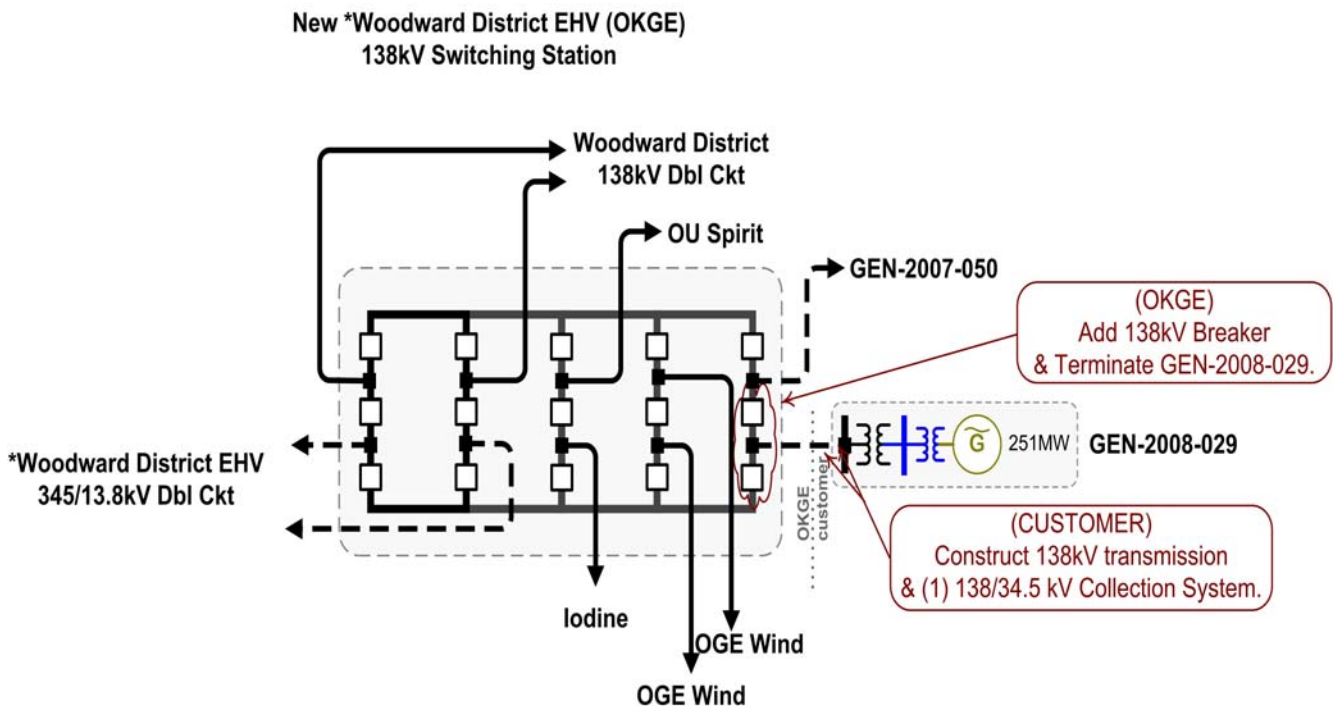 New *Woodward District EHV (OKGE)
138kV Switching Station
Woodward District
138kV Dbl Ckt
OU Spirit
GEN-2007-050
(OKGE)
Add 138kV Breaker
& Terminate GEN-2008-029.
*Woodward District EHV
345/13.8kV Dbl Ckt
G
251MW
GEN-2008-029
OKGE
customer
(CUSTOMER)
Construct 138kV transmission
& (1) 138/34.5 kV Collection System.
Iodine
OGE Wind
OGE Wind